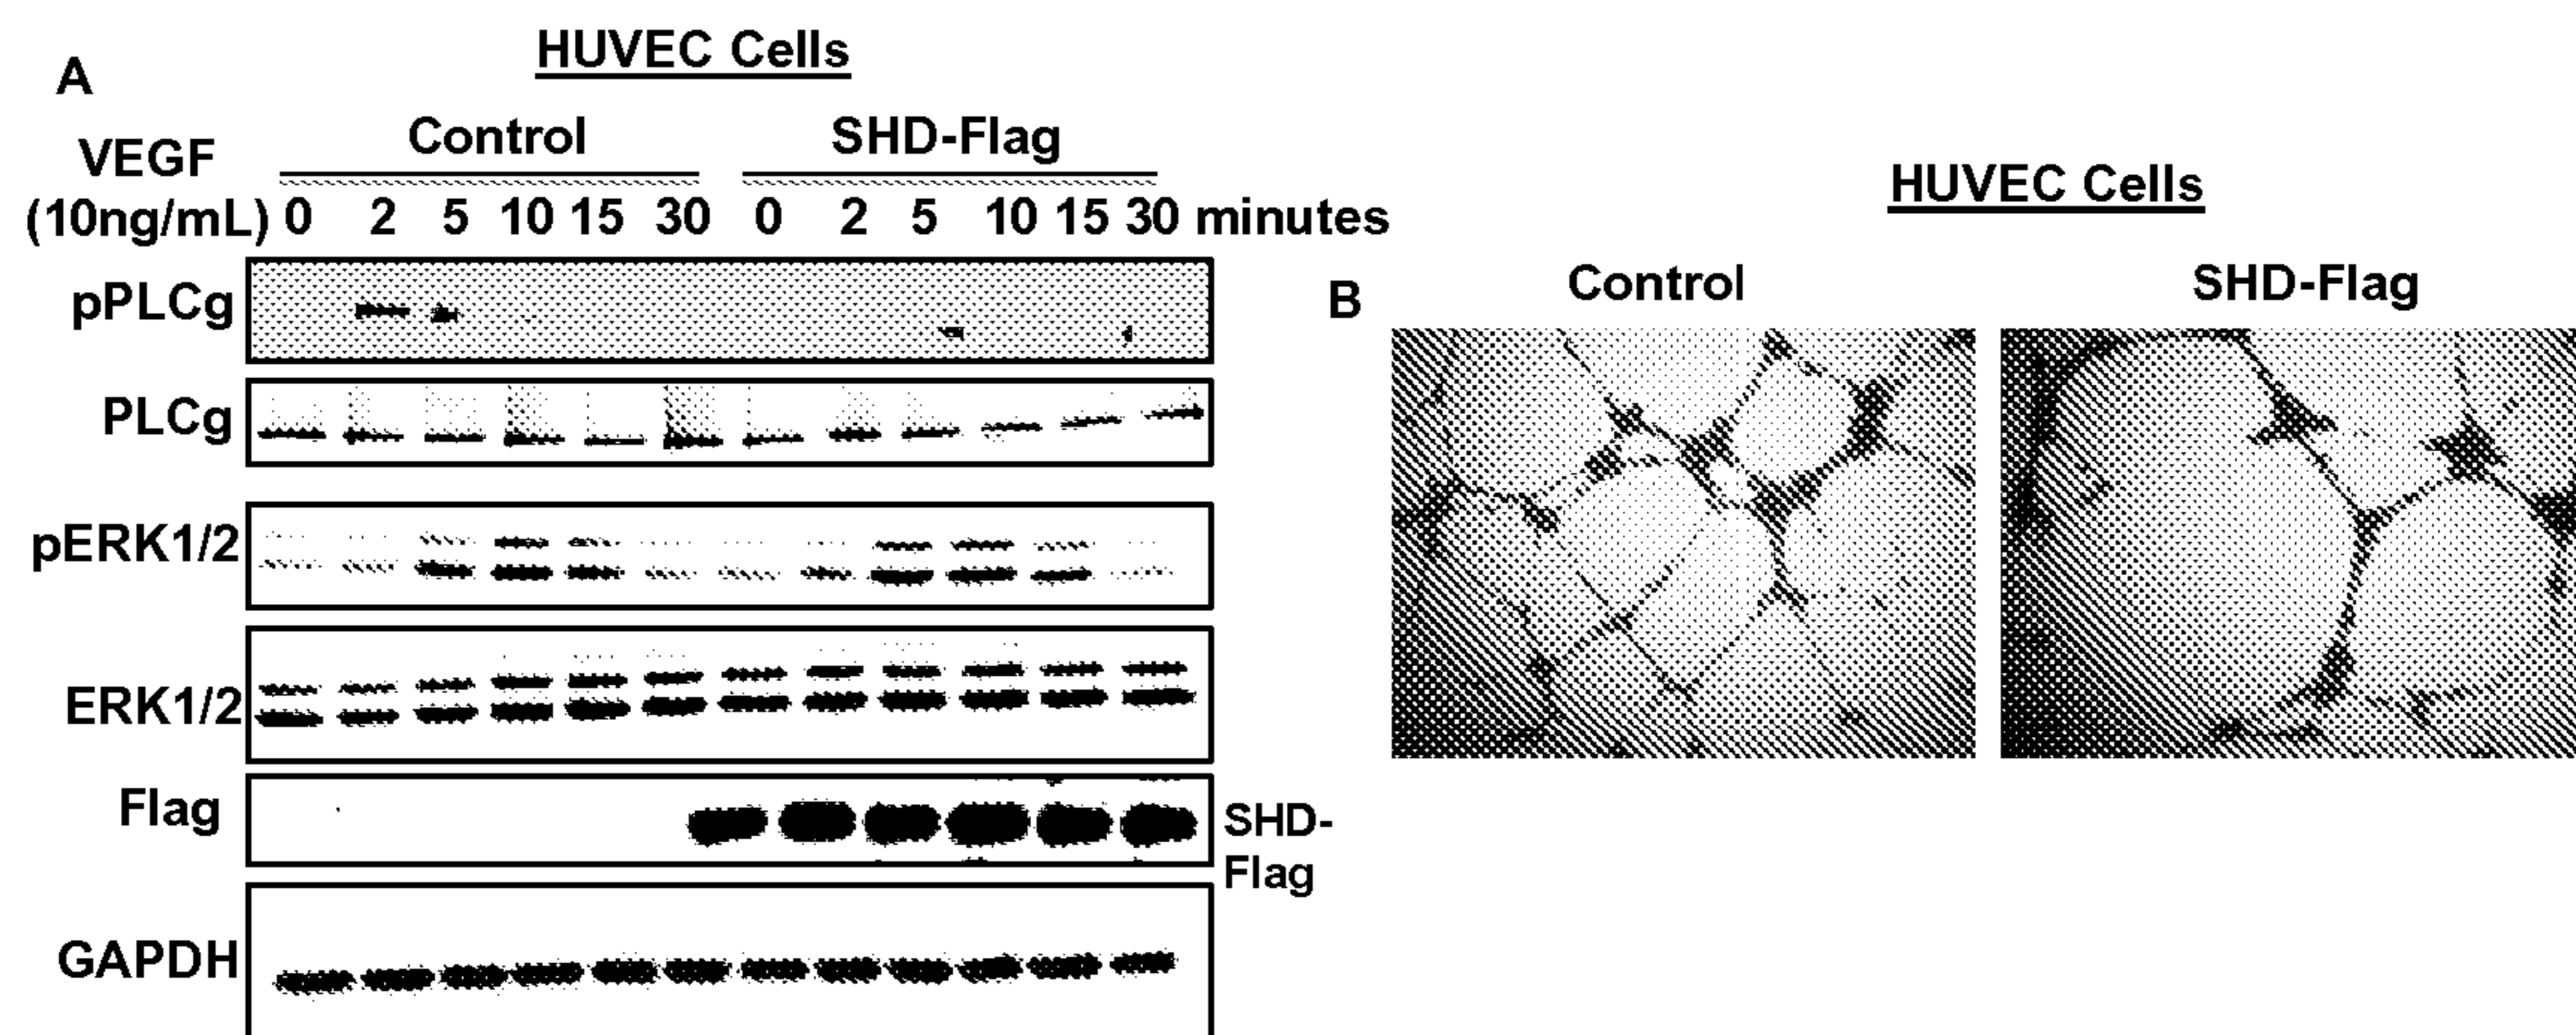 A
HUVEC Cells
Control SHD-Flag
VEGF
(10ng/mL) 0 2 5 10 15 30 0 2 5 10 15 30 minutes
pPLCg
PLCg
pERK1/2
ERK1/2
Flag
SHD-
Flag
GAPDH
HUVEC Cells
B
Control SHD-Flag